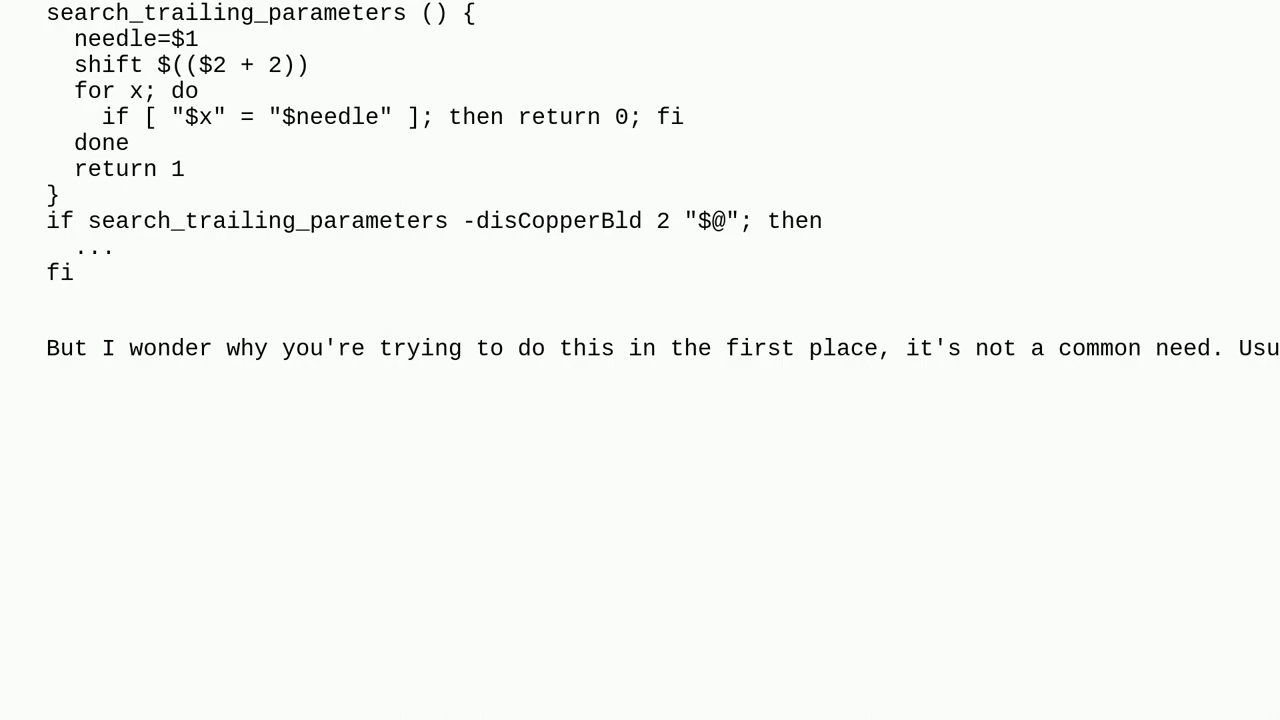 search_trailing_parameters () {
  needle=$1
  shift $(($2 + 2))
  for x; do
    if [ "$x" = "$needle" ]; then return 0; fi
  done
  return 1
}
if search_trailing_parameters -disCopperBld 2 "$@"; then
  ...
fi
But I wonder why you're trying to do this in the first place, it's not a common need. Usu